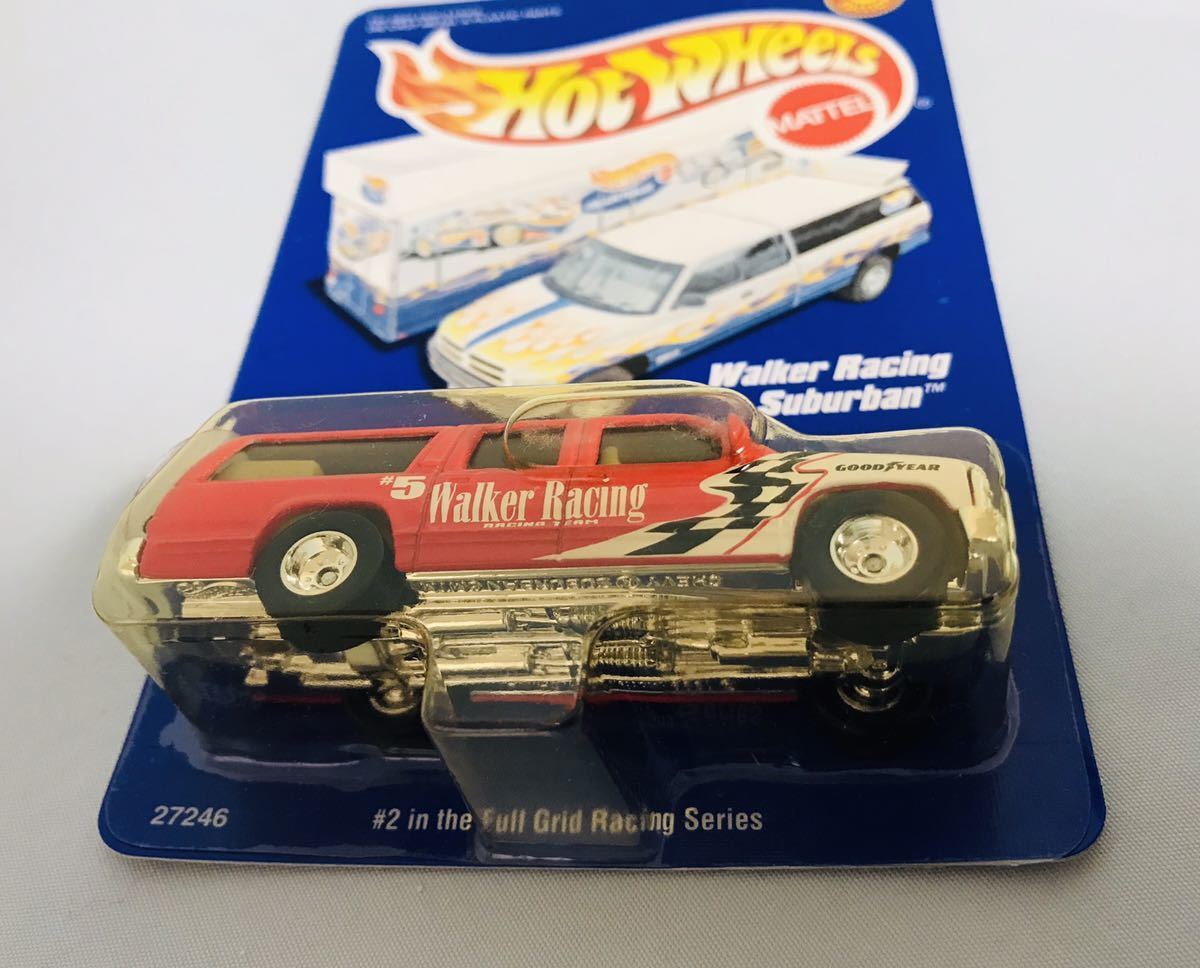 HOT WHEELS
MATTEL
Walker Racing
Suburban™
GOODYEAR
#5 Walker Racing
RACING TEAM
27246
#2 in the Full Grid Racing Series